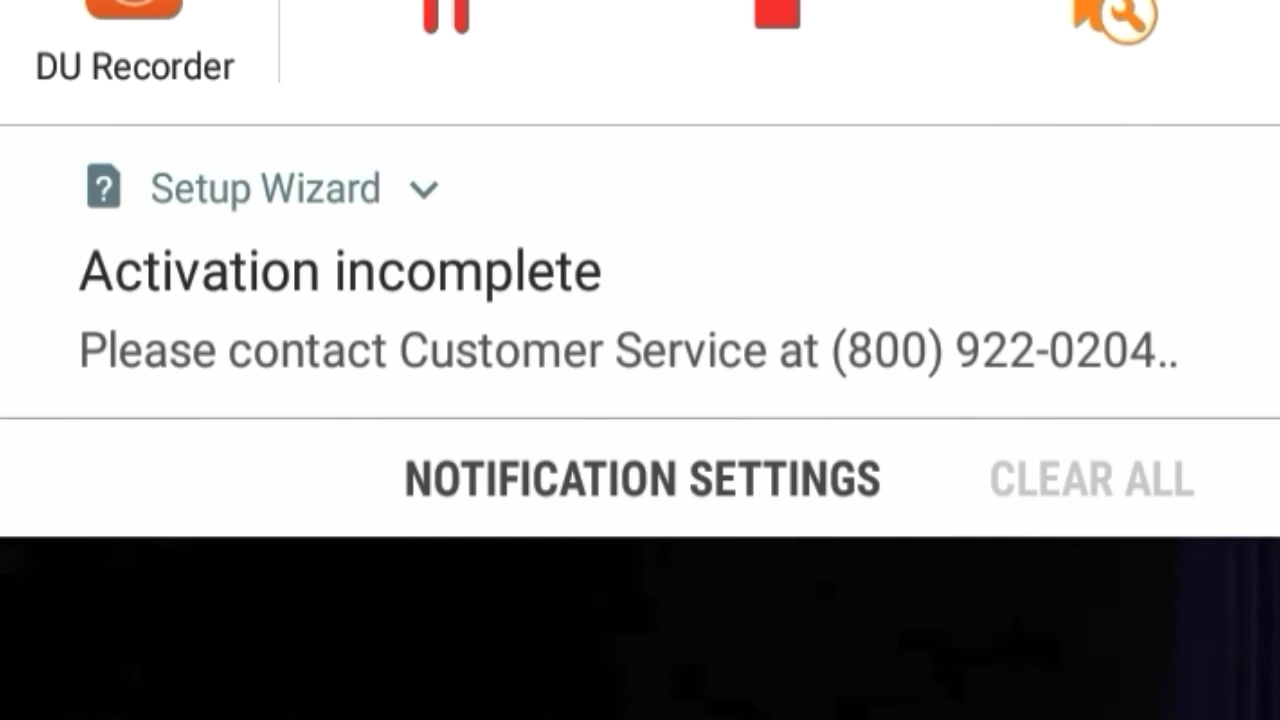 DU Recorder
Setup Wizard
Activation incomplete
Please contact Customer Service at (800) 922-0204..
NOTIFICATION SETTINGS CLEAR ALL